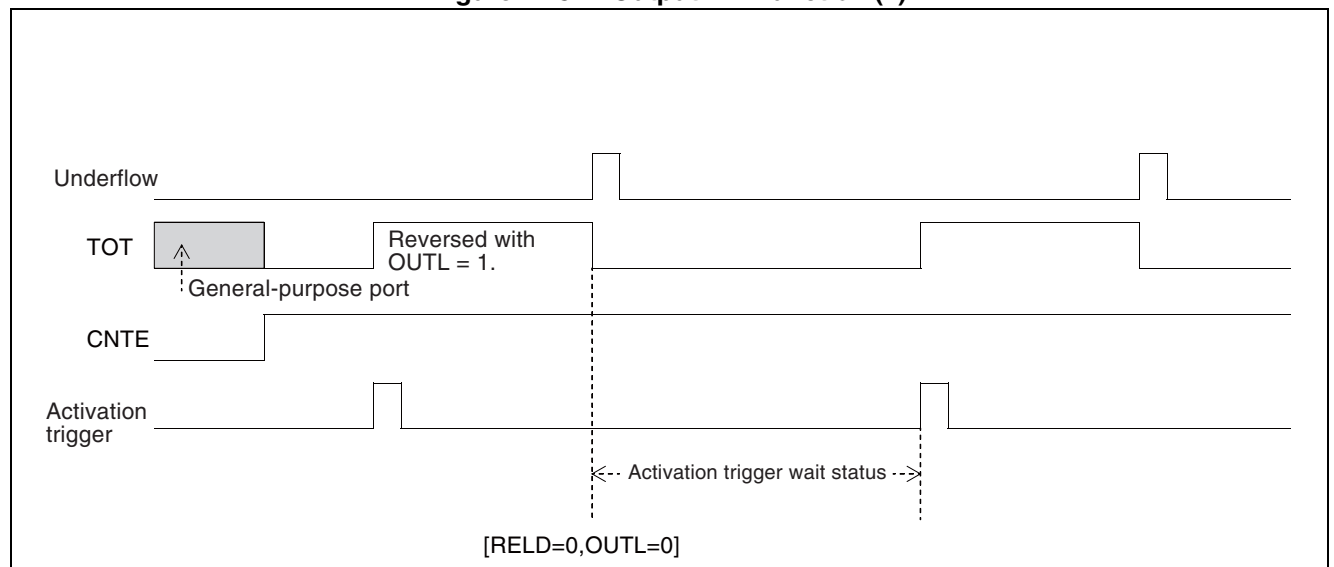 Underflow
TOT
Reversed with
OUTL = 1.
General-purpose port
CNTE
Activation
trigger
Activation trigger wait status
[RELD=0,OUTL=0]